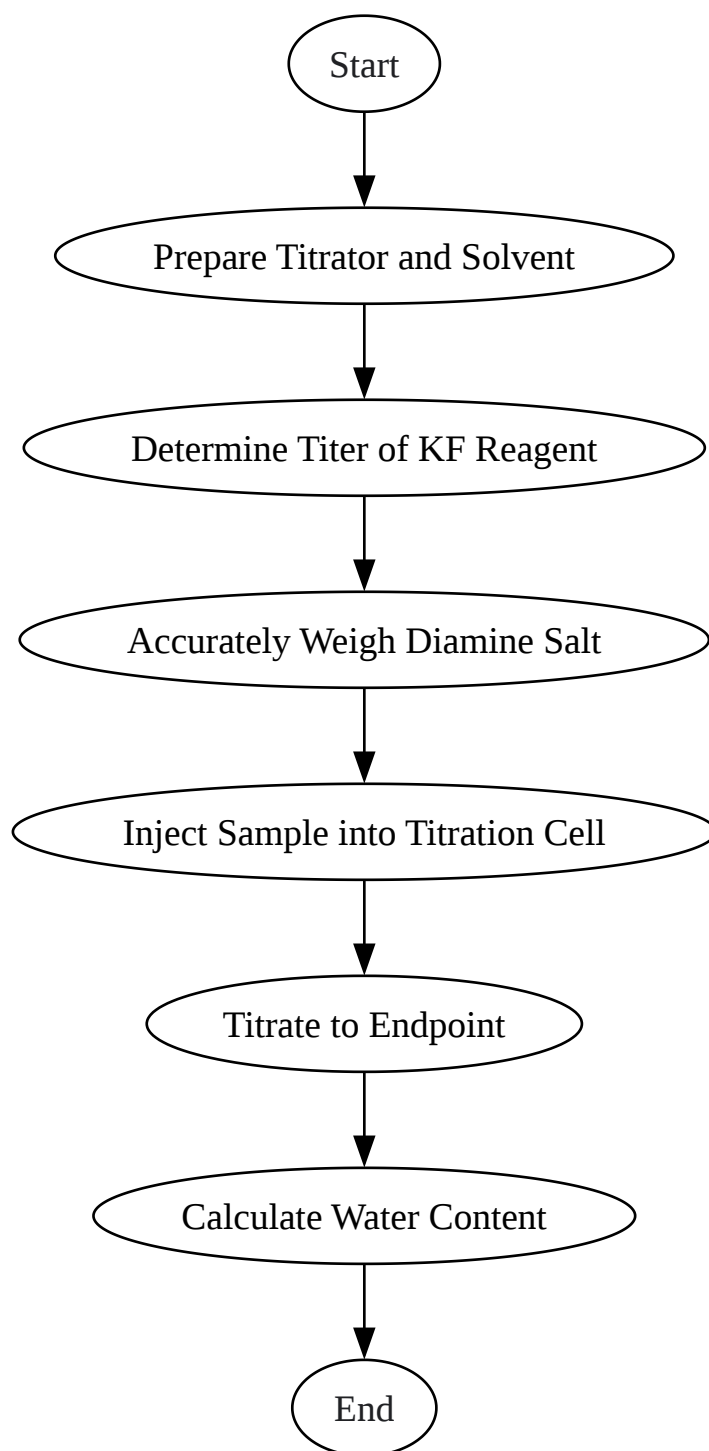 Start
Prepare Titrator and Solvent
Determine Titer of KF Reagent
Accurately Weigh Diamine Salt
Inject Sample into Titration Cell
Titrate to Endpoint
Calculate Water Content
End